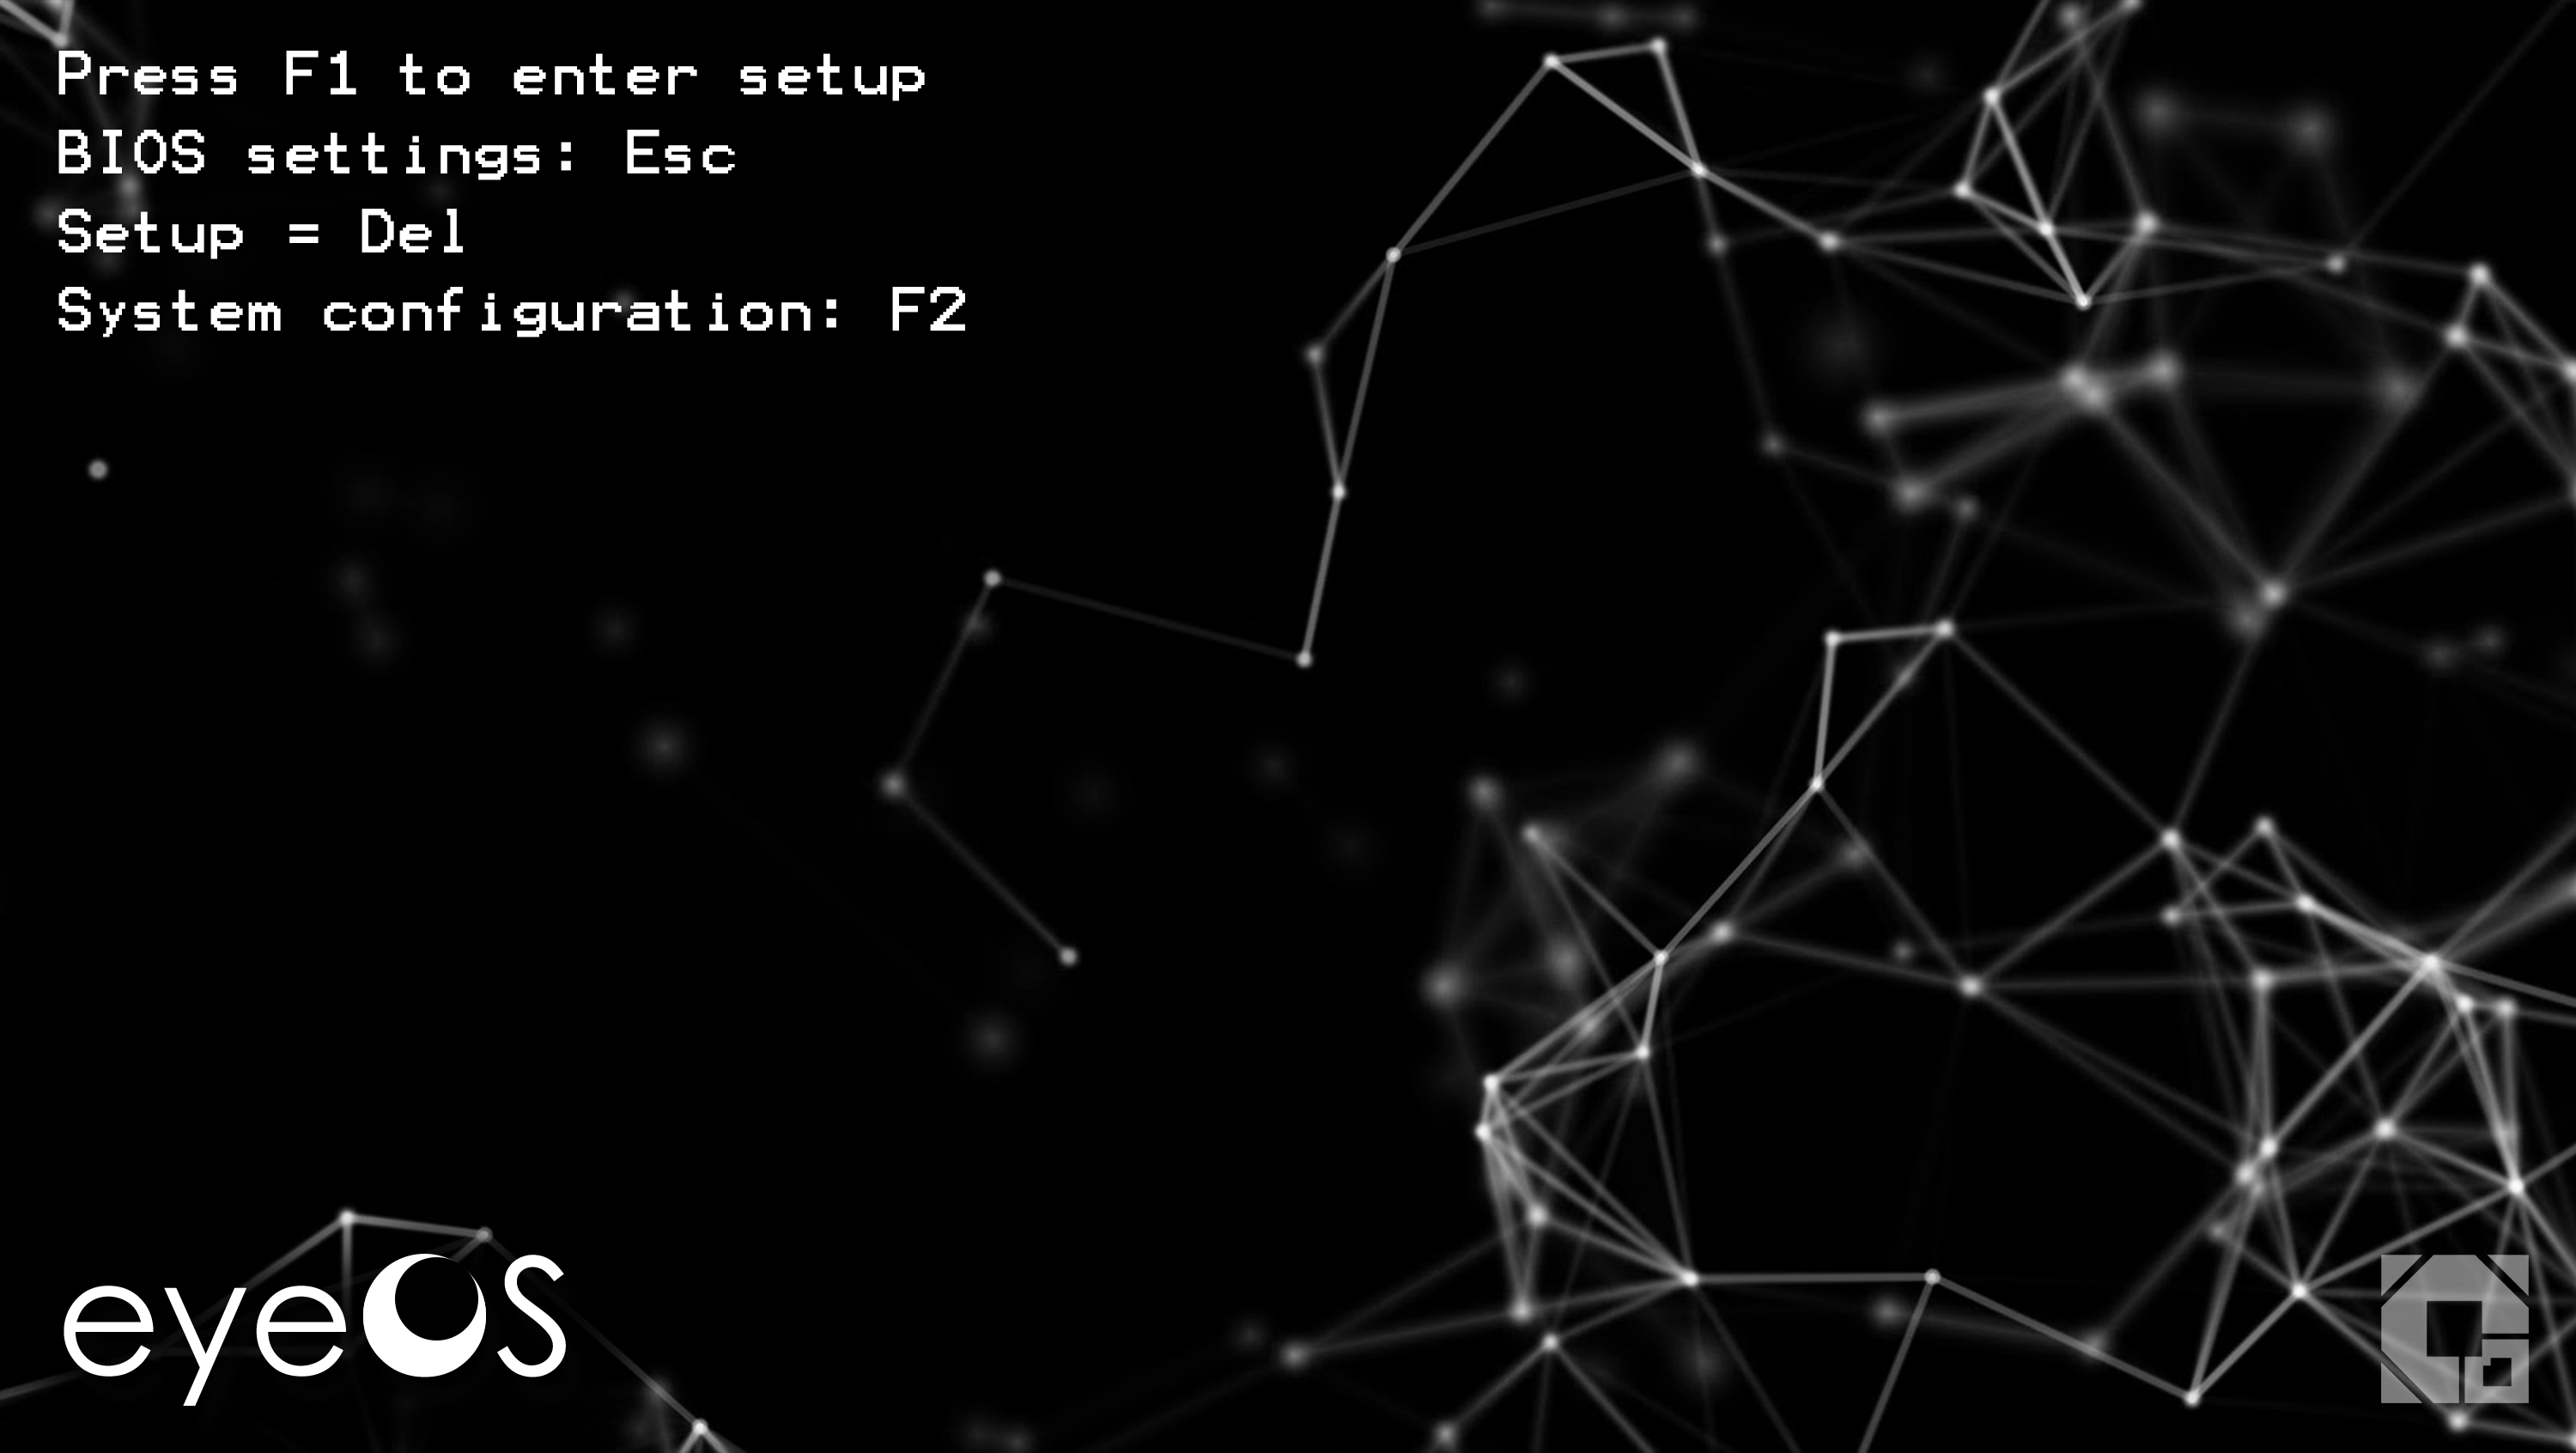 Press F1 to enter setup
BIOS settings: Esc
Setup = Del
System configuration: F2
eyeOS